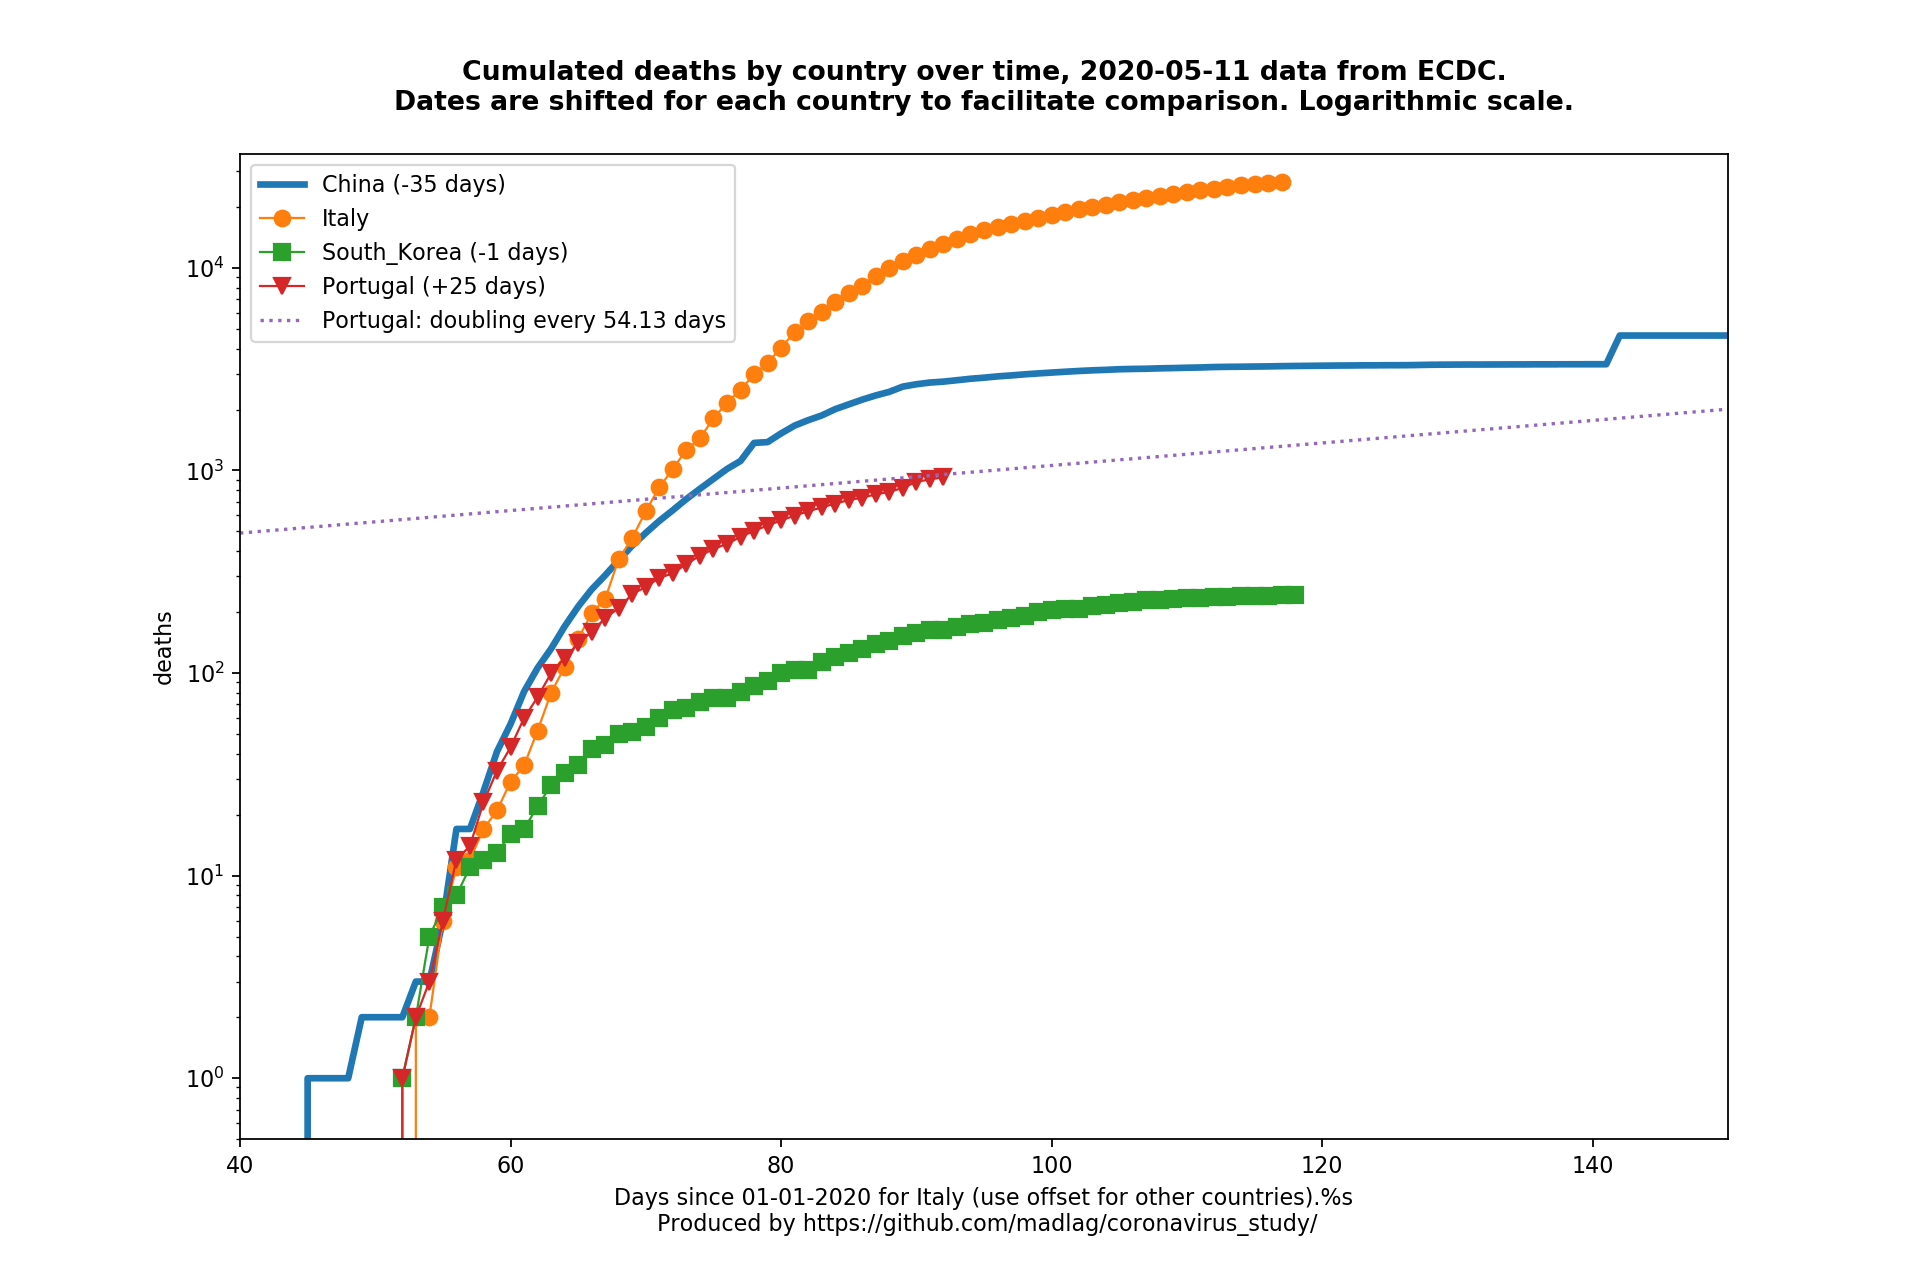 Cumulated deaths by country over time, 2020-05-11 data from ECDC.
Dates are shifted for each country to facilitate comparison. Logarithmic scale.
China (-35 days)
Italy
South_Korea (-1 days)
Portugal (+25 days)
Portugal: doubling every 54.13 days
deaths
10⁴
10³
10²
10¹
10⁰
40 60 80 100 120 140
Days since 01-01-2020 for Italy (use offset for other countries).%s
Produced by https://github.com/madlag/coronavirus_study/